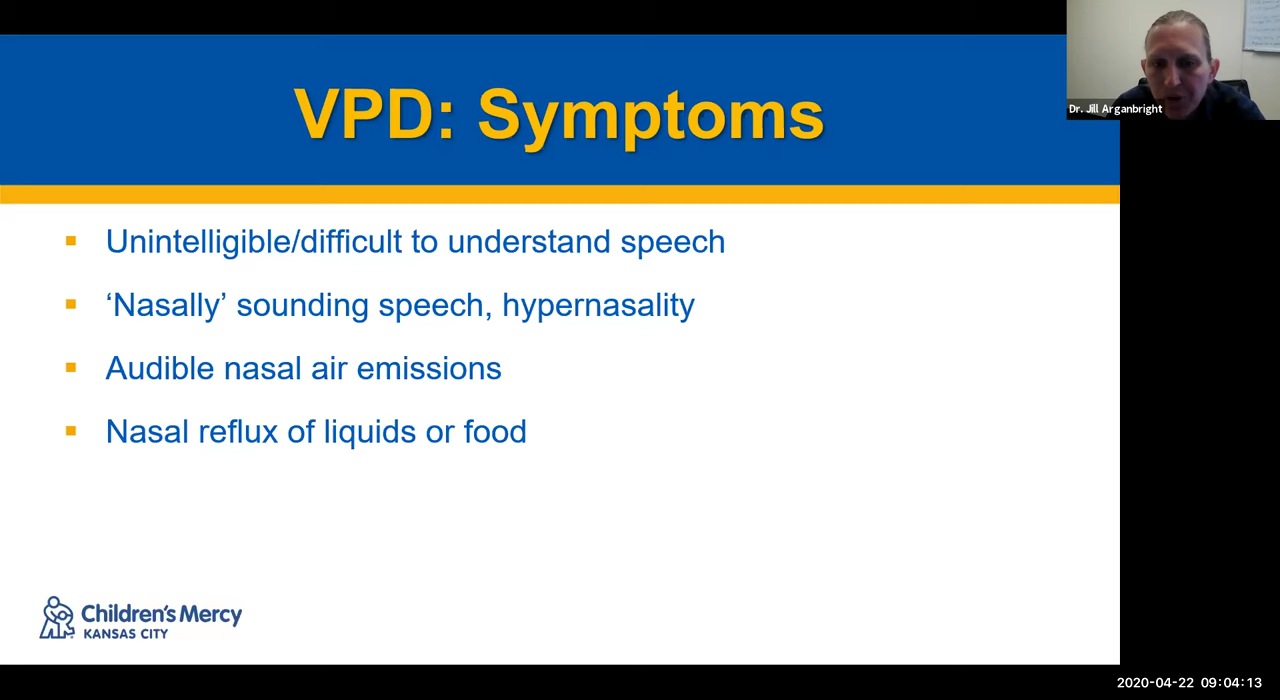 VPD: Symptoms
Dr. Jill Arganbright
▪ Unintelligible/difficult to understand speech
▪ ‘Nasally’ sounding speech, hypernasality
▪ Audible nasal air emissions
▪ Nasal reflux of liquids or food
Children's Mercy
KANSAS CITY
2020-04-22 09:04:13